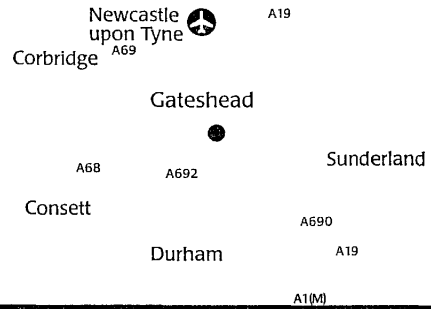 Newcastle
upon Tyne
A19
Corbridge
A69
Gateshead
Sunderland
A68
A692
Consett
A690
Durham
A19
A1(M)